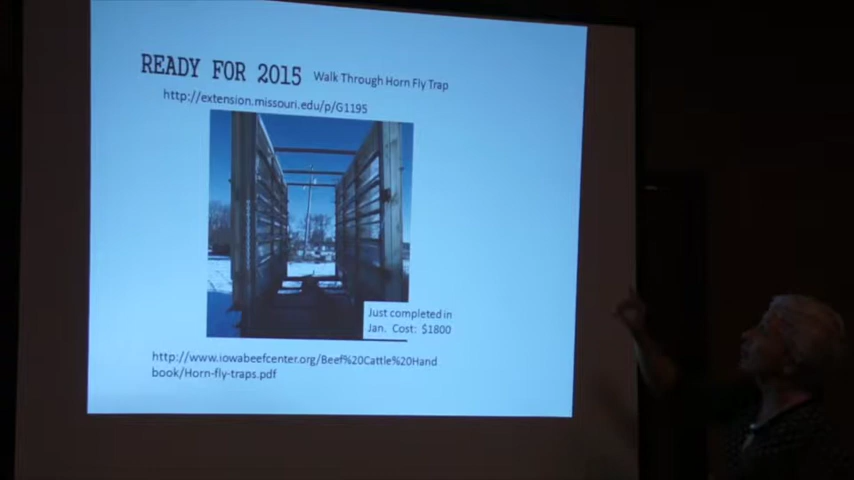 READY FOR 2015 Walk Through Horn Fly Trap
http://extension.missouri.edu/p/G1195
Just completed in
Jan. Cost: $1800
http://www.iowabeefcenter.org/Beef%20Cattle%20Hand
book/Horn-fly-traps.pdf